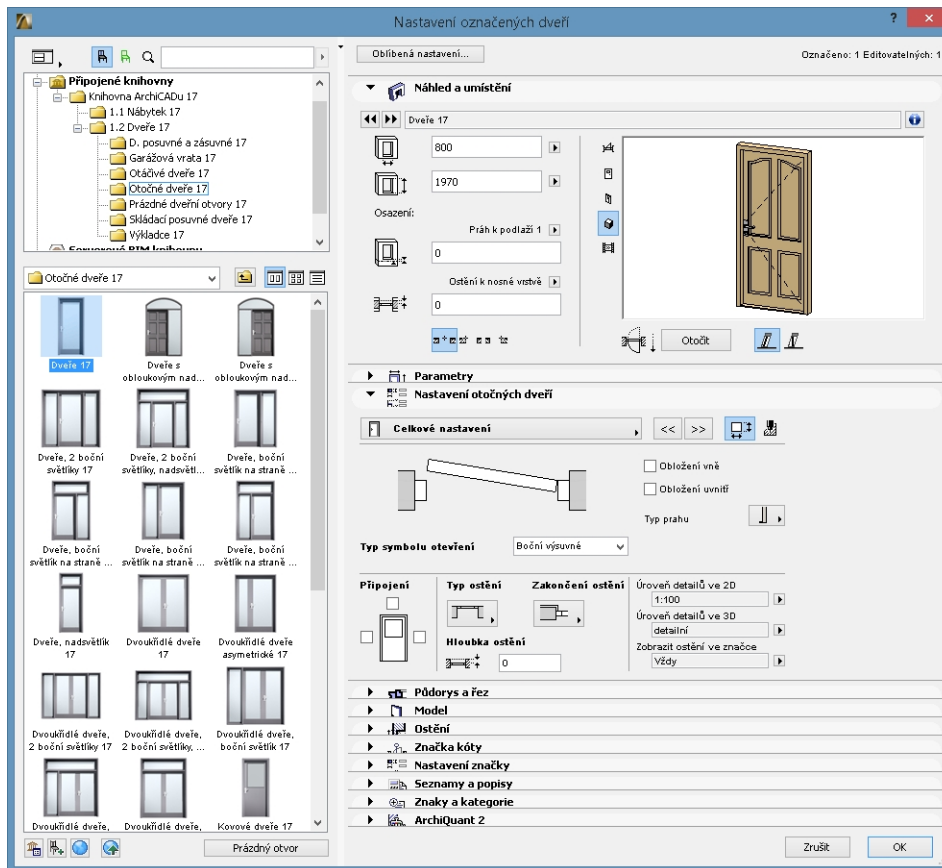 Nastavení označených dveří
?
Připojené knihovny
Knihovna ArchiCADu 17
1.1 Nábytek 17
1.2 Dveře 17
D. posuvné a zásuvné 17
Garážová vrata 17
Otáčivé dveře 17
Otočné dveře 17
Prázdné dveřní otvory 17
Skládací posuvné dveře 17
Výkladce 17
Serverové BIM knihovny
Otočné dveře 17
Dveře 17
Dveře s
obloukovým nad...
Dveře s
obloukovým nad...
Dveře, 2 boční
světlíky 17
Dveře, 2 boční
světlíky, nadsvětl...
Dveře, boční
světlík na straně ...
Dveře, boční
světlík na straně ...
Dveře, boční
světlík na straně ...
Dveře, boční
světlík na straně ...
Dveře, nadsvětlík
17
Dvoukřídlé dveře
17
Dvoukřídlé dveře
asymetrické 17
Dvoukřídlé dveře,
2 boční světlíky 17
Dvoukřídlé dveře,
2 boční světlíky, ...
Dvoukřídlé dveře,
boční světlík 17
Dvoukřídlé dveře,
Dvoukřídlé dveře,
Kovové dveře 17
Prázdný otvor
Oblíbená nastavení...
Označeno: 1 Editovatelných: 1
Náhled a umístění
Dveře 17
800
1970
Osazení:
Práh k podlaží 1
0
Ostění k nosné vrstvě
0
Otočit
Parametry
Nastavení otočných dveří
Celkové nastavení
<<
>>
Obložení vně
Obložení uvnitř
Typ prahu
Typ symbolu otevření
Boční výsuvné
Připojení
Typ ostění
Zakončení ostění
Hloubka ostění
0
Úroveň detailů ve 2D
1:100
Úroveň detailů ve 3D
detailní
Zobrazit ostění ve značce
Vždy
Půdorys a řez
Model
Ostění
Značka kóty
Nastavení značky
Seznamy a popisy
Znaky a kategorie
ArchiQuant 2
Zrušit
OK